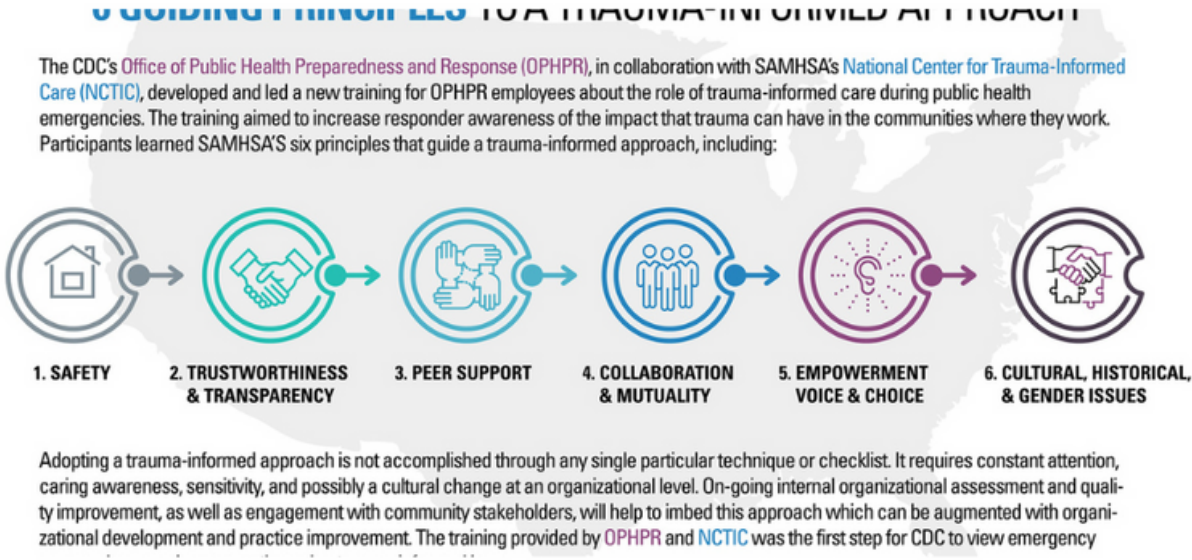 6 GUIDING PRINCIPLES TO A TRAUMA-INFORMED APPROACH
The CDC's Office of Public Health Preparedness and Response (OPHPR), in collaboration with SAMHSA's National Center for Trauma-Informed
Care (NCTIC), developed and led a new training for OPHPR employees about the role of trauma-informed care during public health
emergencies. The training aimed to increase responder awareness of the impact that trauma can have in the communities where they work.
Participants learned SAMHSA'S six principles that guide a trauma-informed approach, including:
1. SAFETY
2. TRUSTWORTHINESS
& TRANSPARENCY
3. PEER SUPPORT
4. COLLABORATION
& MUTUALITY
5. EMPOWERMENT
VOICE & CHOICE
6. CULTURAL, HISTORICAL,
& GENDER ISSUES
Adopting a trauma-informed approach is not accomplished through any single particular technique or checklist. It requires constant attention,
caring awareness, sensitivity, and possibly a cultural change at an organizational level. On-going internal organizational assessment and quali-
ty improvement, as well as engagement with community stakeholders, will help to imbed this approach which can be augmented with organi-
zational development and practice improvement. The training provided by OPHPR and NCTIC was the first step for CDC to view emergency